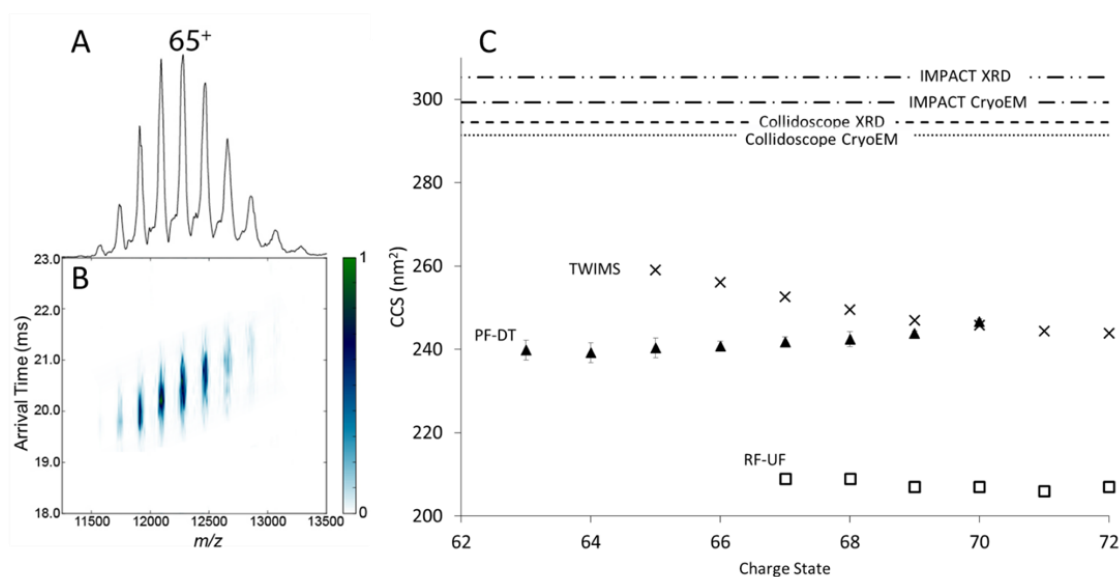 A
65+
B
23.0
22.0
21.0
20.0
19.0
18.0
Arrival Time (ms)
11500 12000 12500 13000 13500
m/z
1
0
C
IMPACT XRD
IMPACT CryoEM
Collidoscope XRD
Collidoscope CryoEM
TWIMS
PF-DT
RF-UF
300
280
260
240
220
200
CCS (nm²)
62 64 66 68 70 72
Charge State